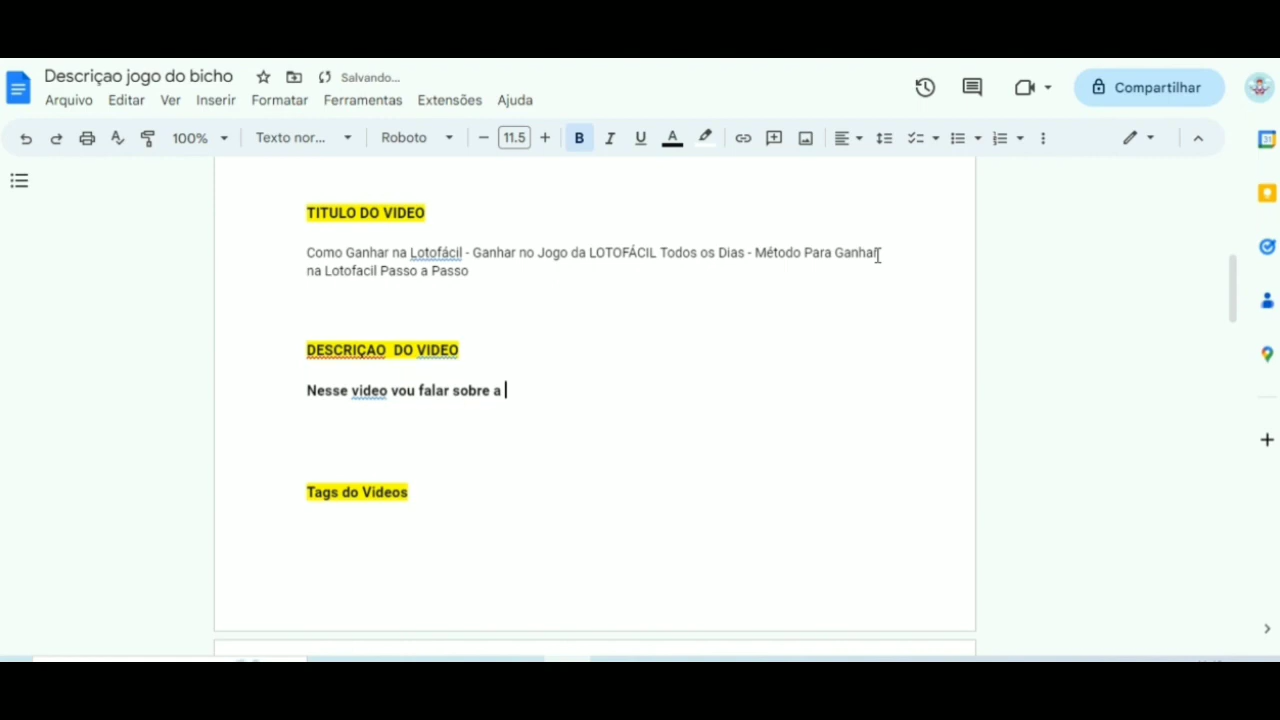 Descriçao jogo do bicho
Salvando...
Compartilhar
Arquivo Editar Ver Inserir Formatar Ferramentas Extensões Ajuda
100% Texto nor... Roboto 11.5 B I U A
31
TITULO DO VIDEO
Como Ganhar na Lotofácil - Ganhar no Jogo da LOTOFÁCIL Todos os Dias - Método Para Ganhar
na Lotofacil Passo a Passo
DESCRIÇAO DO VIDEO
Nesse video vou falar sobre a
Tags do Videos